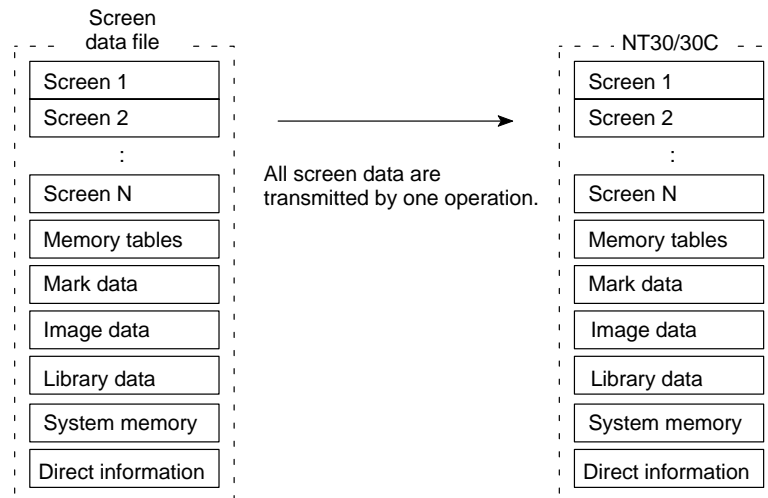 Screen
data file
Screen 1
Screen 2
:
Screen N
Memory tables
Mark data
Image data
Library data
System memory
Direct information
All screen data are
transmitted by one operation.
NT30/30C
Screen 1
Screen 2
:
Screen N
Memory tables
Mark data
Image data
Library data
System memory
Direct information